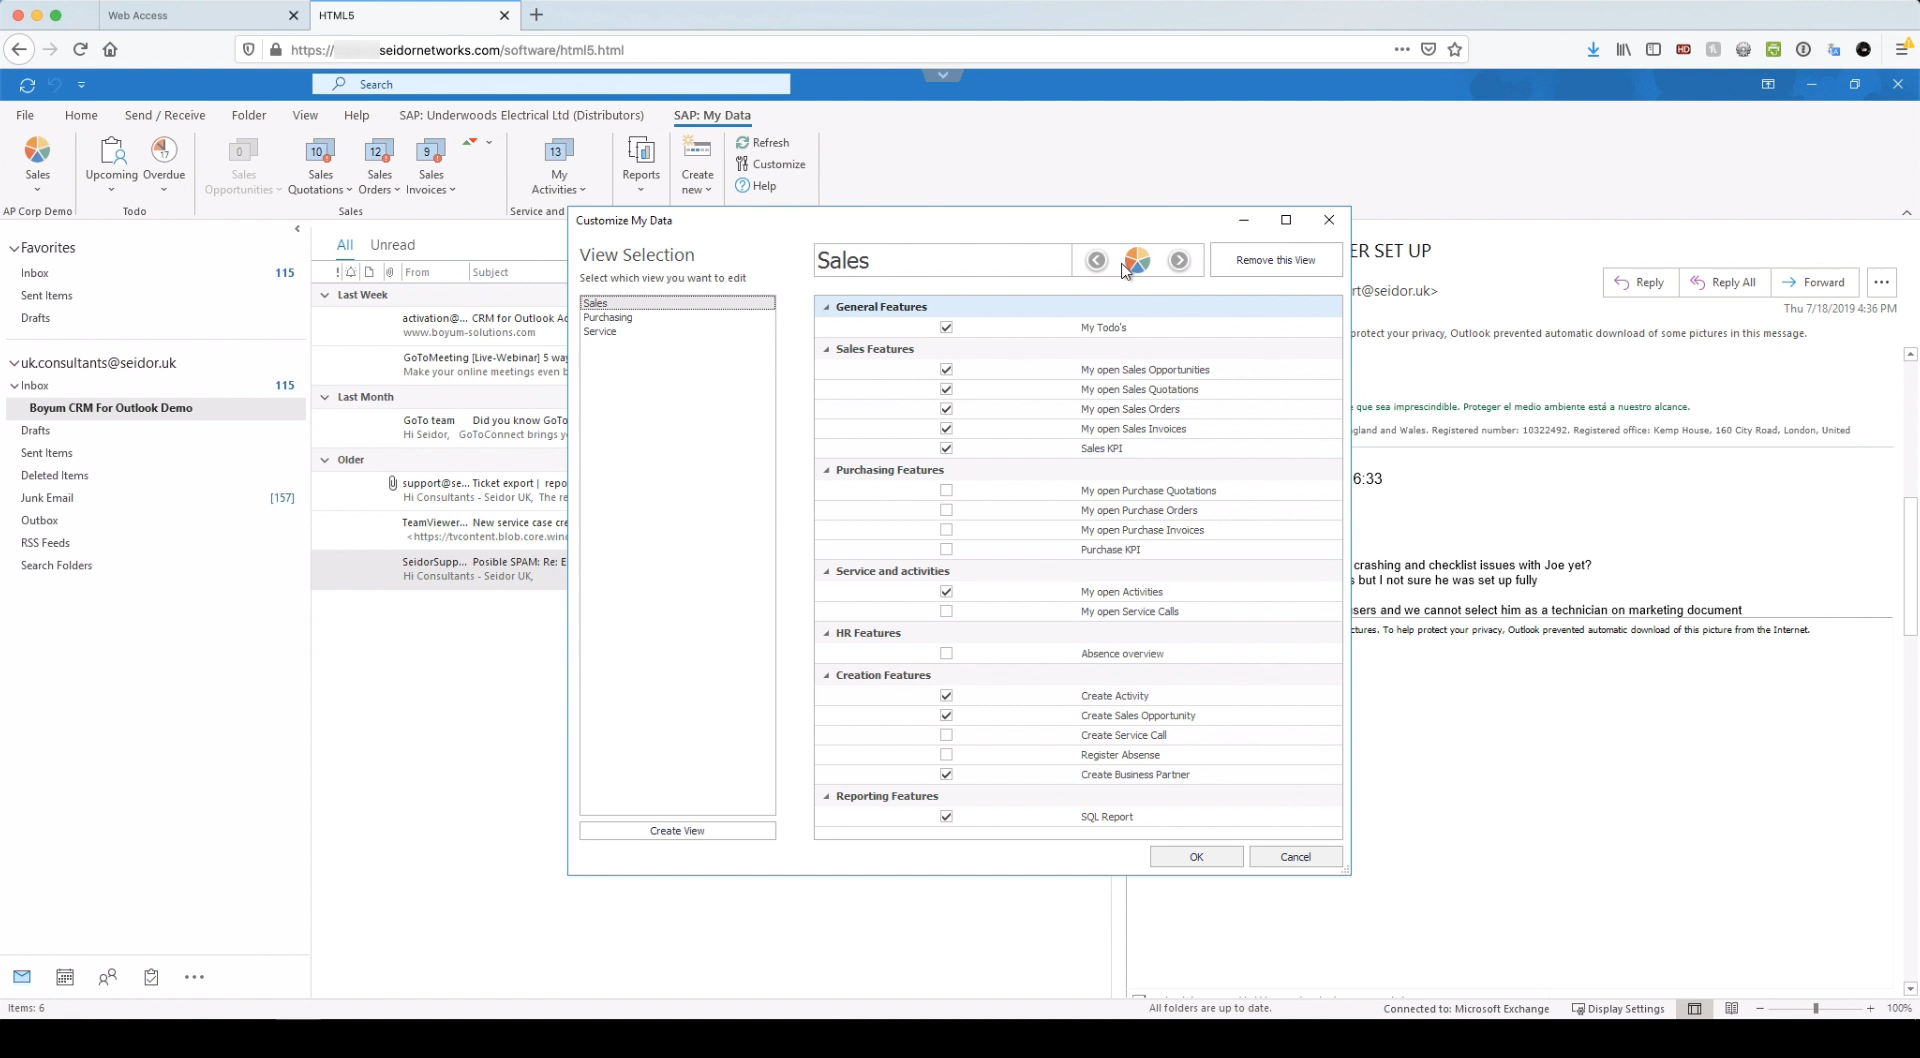 Web Access
HTML5
https://
seidornetworks.com/software/html5.html
HD
Search
File
Home
Send / Receive
Folder
View
Help
SAP: Underwoods Electrical Ltd (Distributors)
SAP: My Data
Sales
AP Corp Demo
Upcoming
17
Overdue
Todo
0
Sales
Opportunities
10
Sales
Quotations
12
Sales
Orders
9
Sales
Invoices
Sales
13
My
Activities
Service and
Reports
Create
new
Refresh
Customize
Help
Favorites
Inbox 115
Sent Items
Drafts
uk.consultants@seidor.uk
Inbox 115
Boyum CRM For Outlook Demo
Drafts
Sent Items
Deleted Items
Junk Email [157]
Outbox
RSS Feeds
Search Folders
All Unread
! From Subject
Last Week
activation@... CRM for Outlook Ac
www.boyum-solutions.com
GoToMeeting [Live-Webinar] 5 way
Make your online meetings even b
Last Month
GoTo team Did you know GoTo
Hi Seidor, GoToConnect brings y
Older
support@se... Ticket export | repo
Hi Consultants - Seidor UK, The re
TeamViewer... New service case cre
<https://tvcontent.blob.core.winc
SeidorSupp... Posible SPAM: Re: E
Hi Consultants - Seidor UK,
Customize My Data
View Selection
Select which view you want to edit
Sales
Purchasing
Service
Create View
Sales
Remove this View
General Features
My Todo's
Sales Features
My open Sales Opportunities
My open Sales Quotations
My open Sales Orders
My open Sales Invoices
Sales KPI
Purchasing Features
My open Purchase Quotations
My open Purchase Orders
My open Purchase Invoices
Purchase KPI
Service and activities
My open Activities
My open Service Calls
HR Features
Absence overview
Creation Features
Create Activity
Create Sales Opportunity
Create Service Call
Register Absense
Create Business Partner
Reporting Features
SQL Report
OK
Cancel
ER SET UP
rt@seidor.uk>
Reply
Reply All
Forward
Thu 7/18/2019 4:36 PM
rotect your privacy, Outlook prevented automatic download of some pictures in this message.
que sea imprescindible. Proteger el medio ambiente está a nuestro alcance.
gland and Wales. Registered number: 10322492. Registered office: Kemp House, 160 City Road, London, United
6:33
crashing and checklist issues with Joe yet?
s but I not sure he was set up fully
sers and we cannot select him as a technician on marketing document
ctures. To help protect your privacy, Outlook prevented automatic download of this picture from the Internet.
Items: 6
All folders are up to date.
Connected to: Microsoft Exchange
Display Settings
100%